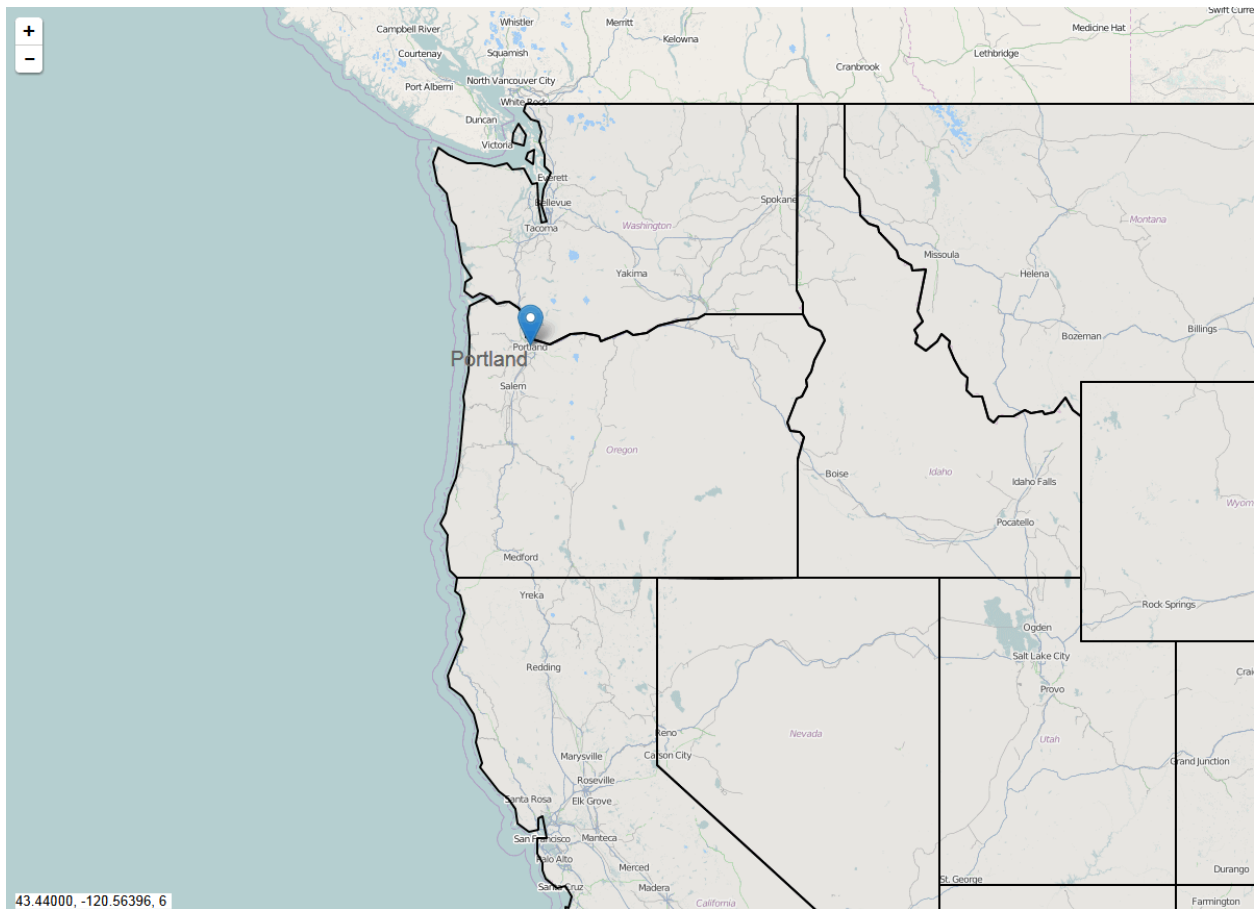 Swift Curre
Whistler
Merritt
Campbell River
Medicine Hat
Kelowna
Courtenay
Squamish
Lethbridge
Cranbrook
North Vancouver City
Port Alberni
White Rock
Duncan
Victoria
Everett
Bellevue
Spokane
Tacoma
Washington
Montana
Missoula
Yakima
Helena
Billings
Bozeman
Portland
Portland
Salem
Oregon
Idaho
Boise
Idaho Falls
Wyom
Pocatello
Medford
Yreka
Rock Springs
Ogden
Salt Lake City
Redding
Craig
Provo
Reno
Nevada
Utah
Marysville
Carson City
Grand Junction
Roseville
Santa Rosa
Elk Grove
San Francisco
Manteca
Palo Alto
Merced
Durango
Santa Cruz
Madera
St. George
California
Farmington
43.44000, -120.56396, 6
+
−